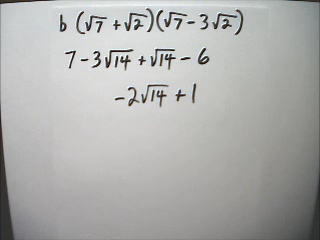 b (√7 + √2)(√7 - 3√2)
7 - 3√14 + √14 - 6
-2√14 + 1